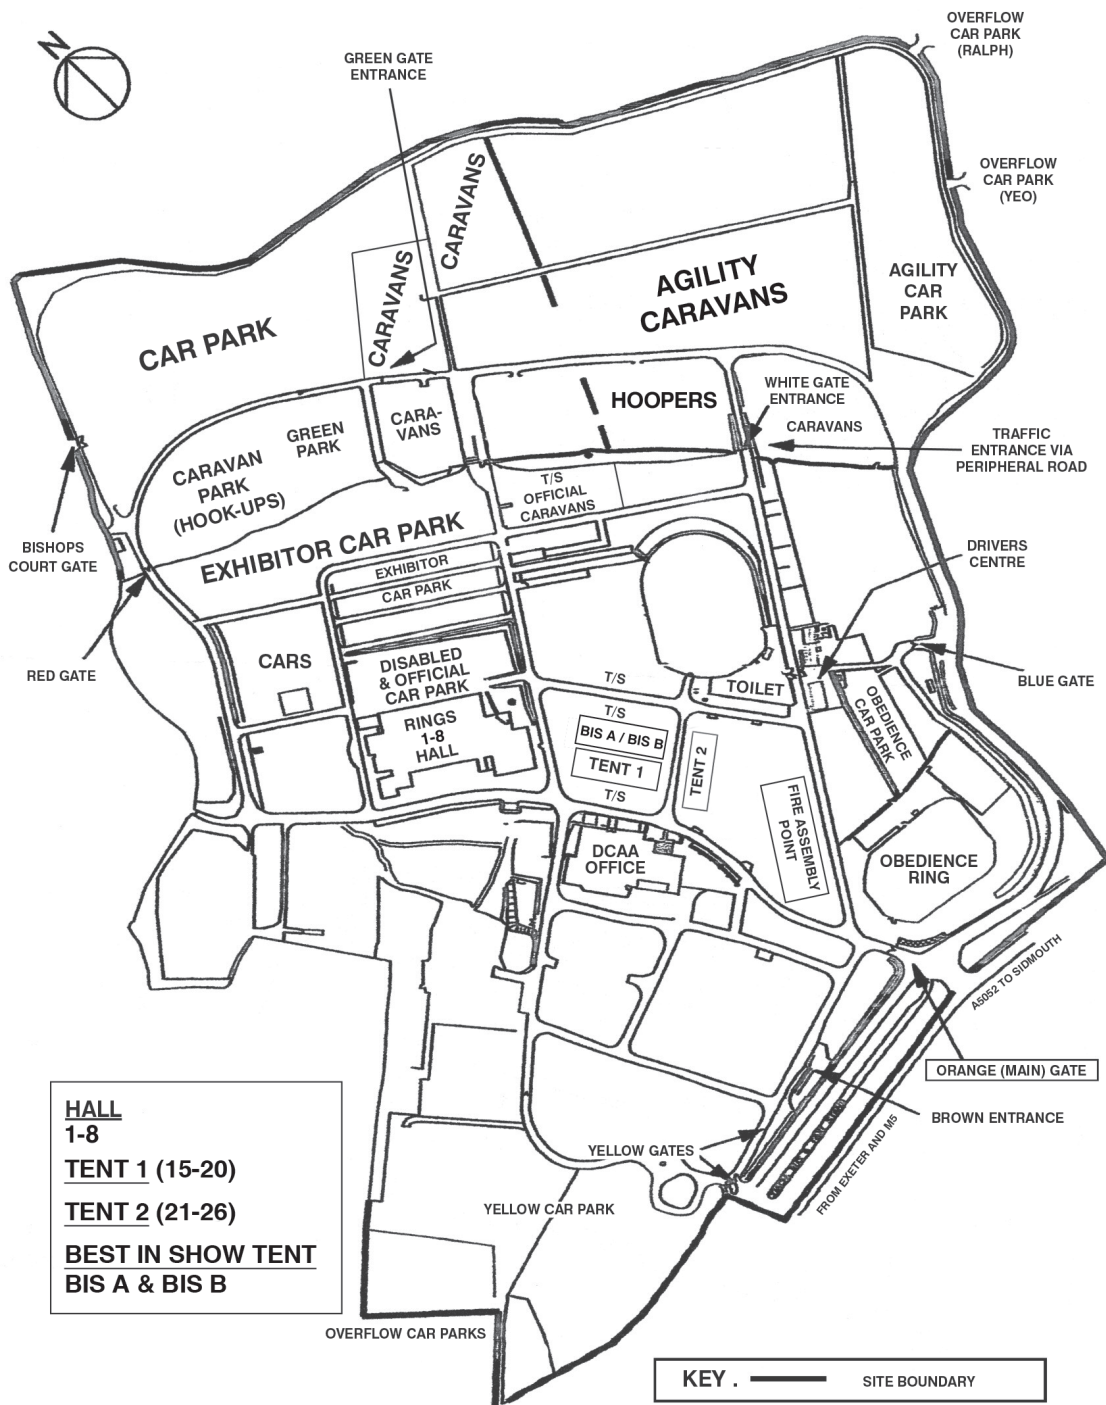 N
OVERFLOW
CAR PARK
(RALPH)
GREEN GATE
ENTRANCE
OVERFLOW
CAR PARK
(YEO)
CARAVANS
CARAVANS
AGILITY
CARAVANS
AGILITY
CAR
PARK
CAR PARK
HOOPERS
WHITE GATE
ENTRANCE
CARAVANS
TRAFFIC
ENTRANCE VIA
PERIPHERAL ROAD
CARA-
VANS
GREEN
PARK
CARAVAN
PARK
(HOOK-UPS)
T/S
OFFICIAL
CARAVANS
BISHOPS
COURT GATE
EXHIBITOR CAR PARK
EXHIBITOR
CAR PARK
DRIVERS
CENTRE
RED GATE
CARS
DISABLED
& OFFICIAL
CAR PARK
T/S
TOILET
BLUE GATE
OBEDIENCE
CAR PARK
RINGS
1-8
HALL
T/S
BIS A / BIS B
TENT 1
T/S
TENT 2
FIRE ASSEMBLY
POINT
DCAA
OFFICE
OBEDIENCE
RING
A5052 TO SIDMOUTH
ORANGE (MAIN) GATE
BROWN ENTRANCE
FROM EXETER AND M5
YELLOW GATES
YELLOW CAR PARK
HALL
1-8
TENT 1 (15-20)
TENT 2 (21-26)
BEST IN SHOW TENT
BIS A & BIS B
OVERFLOW CAR PARKS
KEY . SITE BOUNDARY